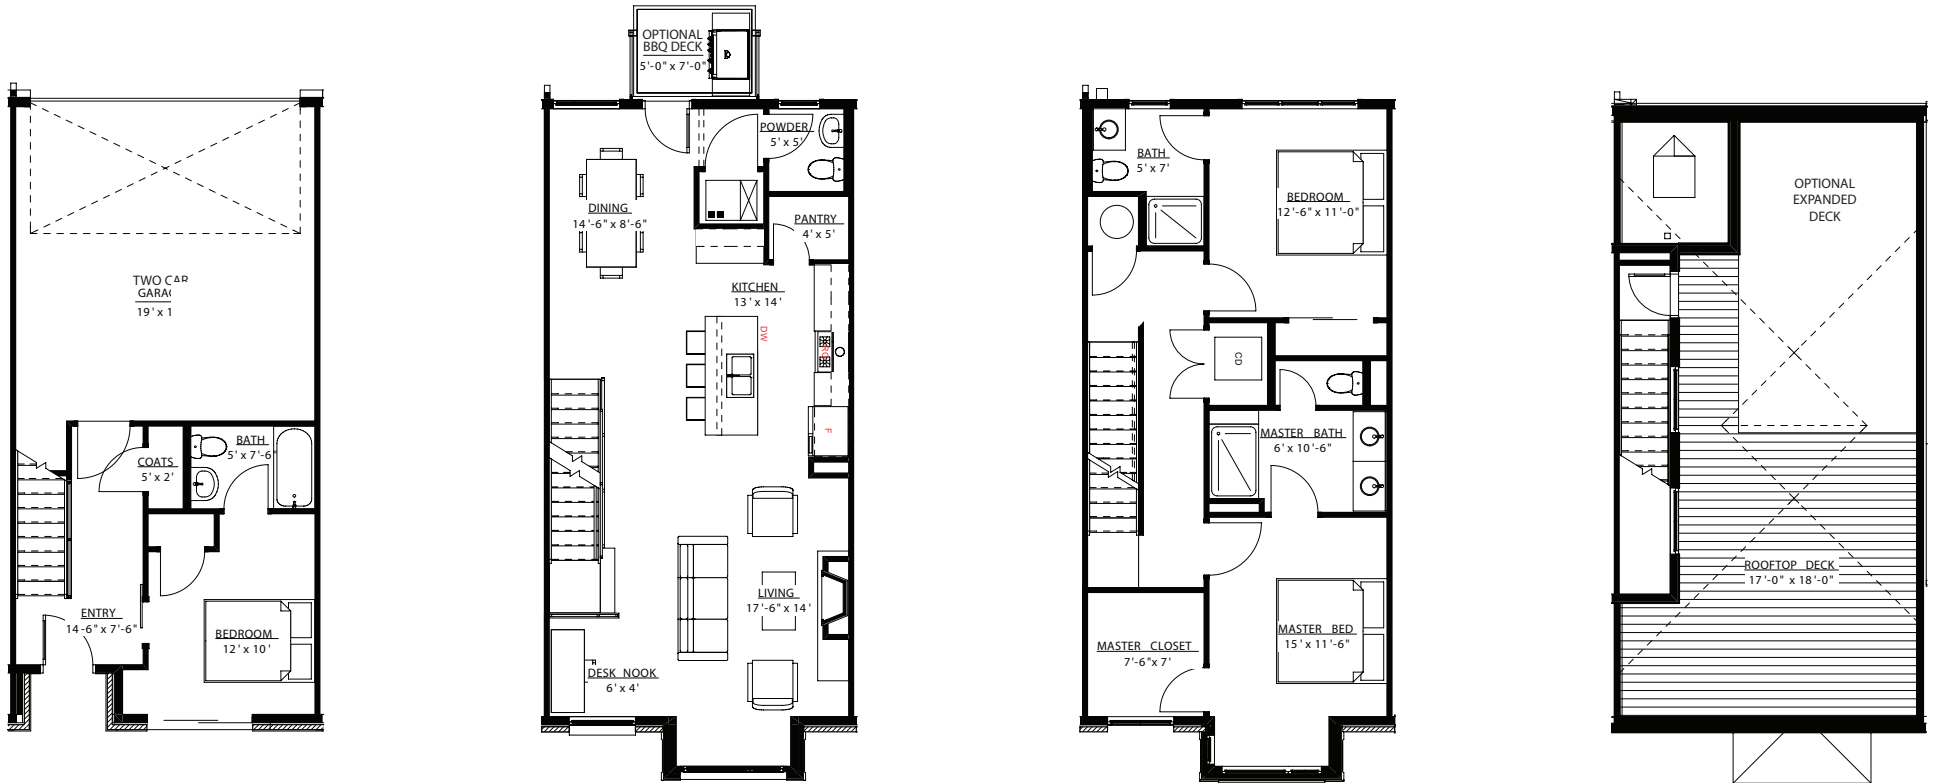 TWO CAR
GARAG
19' x 1
COATS
5' x 2'
BATH
5' x 7'-6"
ENTRY
14'-6" x 7'-6"
BEDROOM
12' x 10'
OPTIONAL
BBQ DECK
5'-0" x 7'-0"
POWDER
5' x 5'
DINING
14'-6" x 8'-6"
PANTRY
4' x 5'
KITCHEN
13' x 14'
DW
F
LIVING
17'-6" x 14'
DESK NOOK
6' x 4'
BATH
5' x 7'
BEDROOM
12'-6" x 11'-0"
CD
MASTER BATH
6' x 10'-6"
MASTER BED
15' x 11'-6"
MASTER CLOSET
7'-6" x 7'
OPTIONAL
EXPANDED
DECK
ROOFTOP DECK
17'-0" x 18'-0"